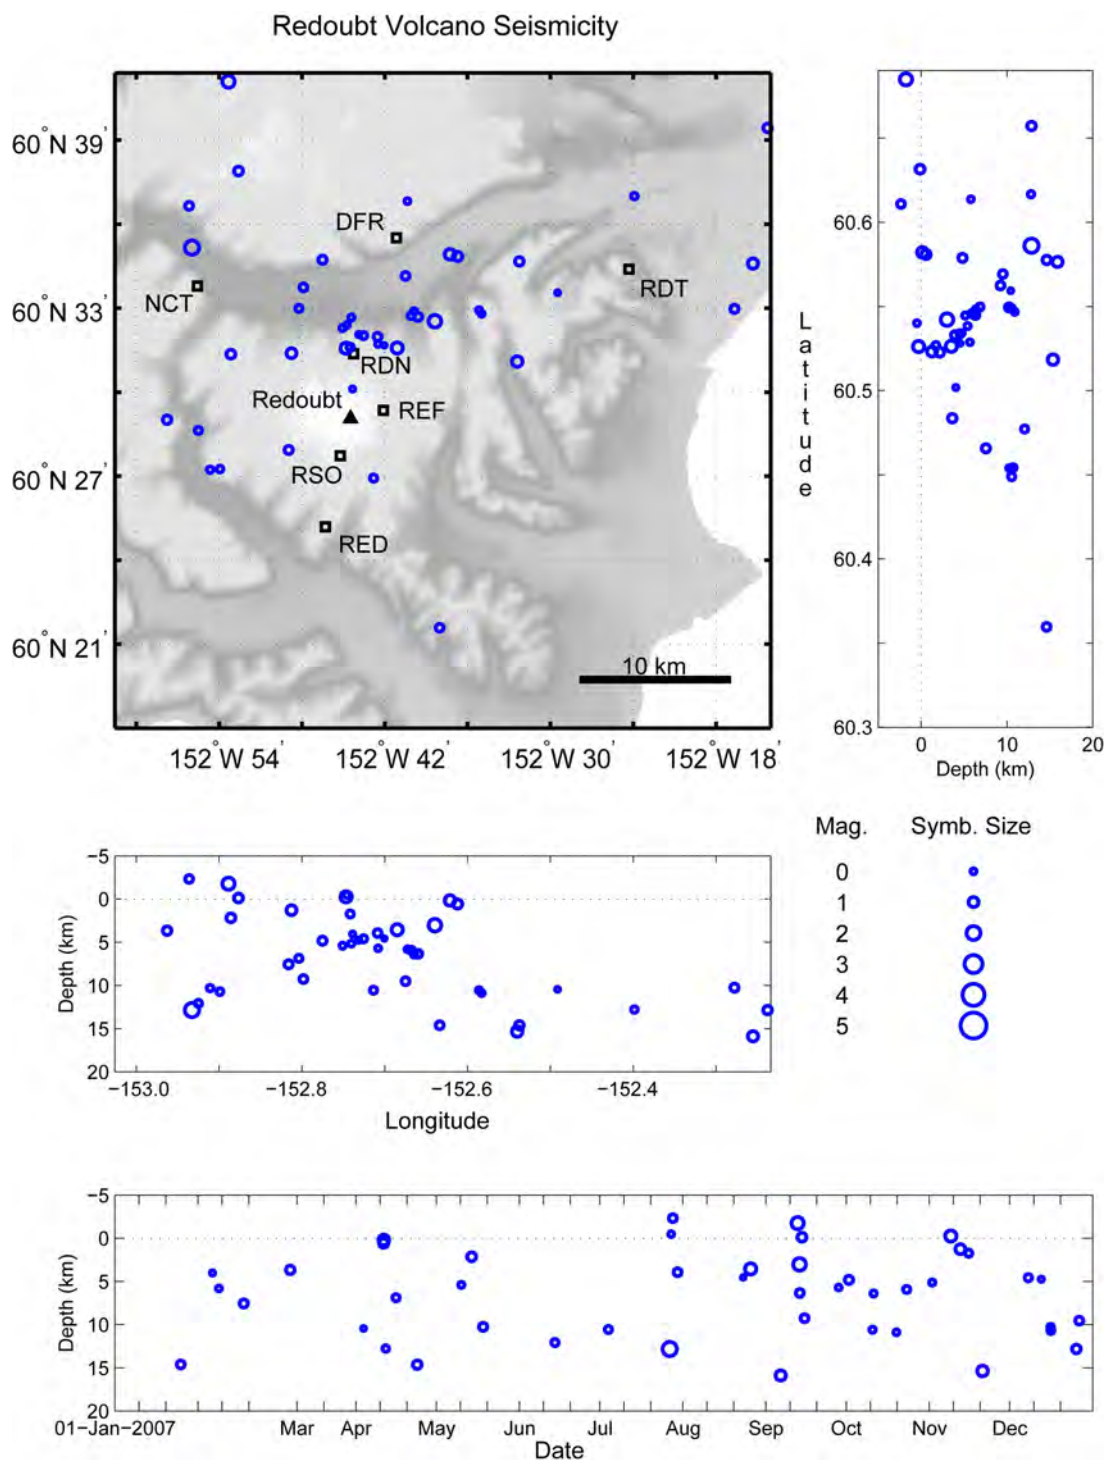 Redoubt Volcano Seismicity
60°N 39'
60°N 33'
60°N 27'
60°N 21'
152°W 54'
152°W 42'
152°W 30'
152°W 18'
DFR
NCT
RDT
RDN
Redoubt
REF
RSO
RED
10 km
Latitude
60.6
60.5
60.4
60.3
0
10
20
Depth (km)
Mag.
Symb. Size
0
1
2
3
4
5
Depth (km)
−5
0
5
10
15
20
−153.0
−152.8
−152.6
−152.4
Longitude
Depth (km)
−5
0
5
10
15
20
01−Jan−2007
Mar
Apr
May
Jun
Jul
Aug
Sep
Oct
Nov
Dec
Date